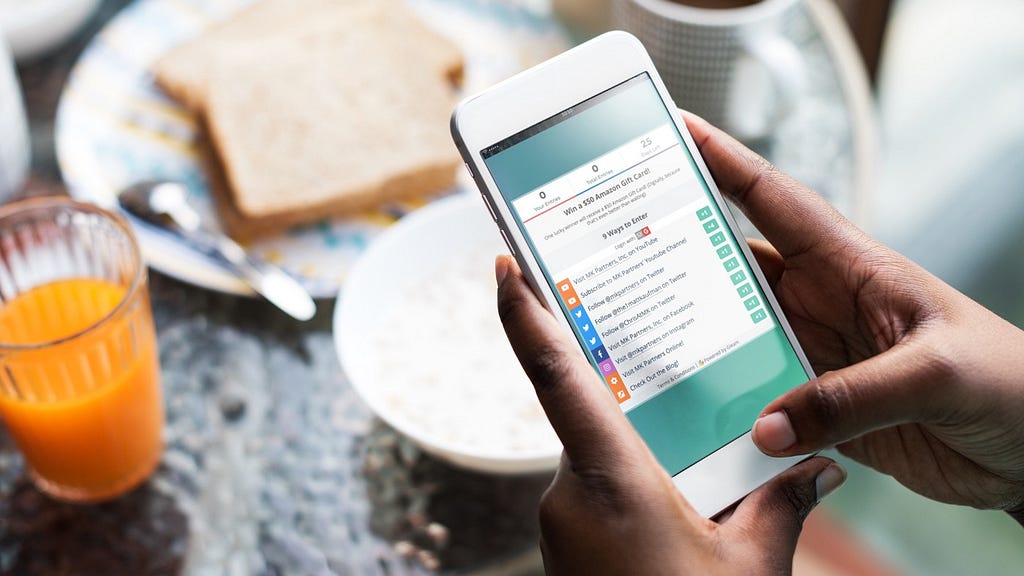 0
0
25
Your Entries
Total Entries
Days Left
Win a $50 Amazon Gift Card!
One lucky winner will receive a $50 Amazon Gift Card! (Digitally, because
that's even better than waiting)
9 Ways to Enter
Login with
Visit MK Partners, Inc. on YouTube
+1
Subscribe to MK Partners' Youtube Channel
+1
Follow @mkpartners on Twitter
+1
Follow @the1mattkaufman on Twitter
+1
Follow @ChrisAtMK on Twitter
+1
Visit MK Partners, Inc. on Facebook
+1
Visit @mkpartners on Instagram
+1
Visit MK Partners Online!
+1
Check Out the Blog!
+1
Terms & Conditions | Powered by Gleam